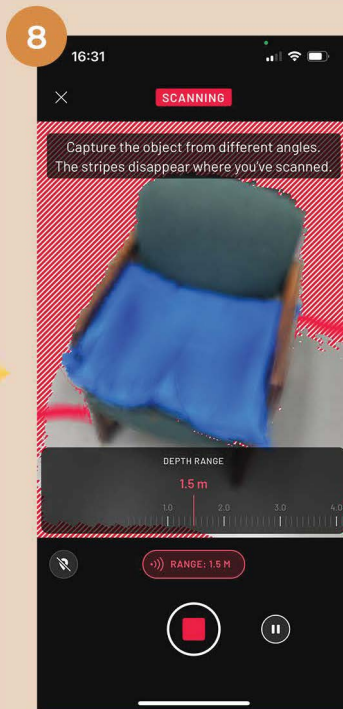 8
16:31
SCANNING
Capture the object from different angles.
The stripes disappear where you've scanned.
DEPTH RANGE
1.5 m
1.0 2.0 3.0 4.0
RANGE: 1.5 M